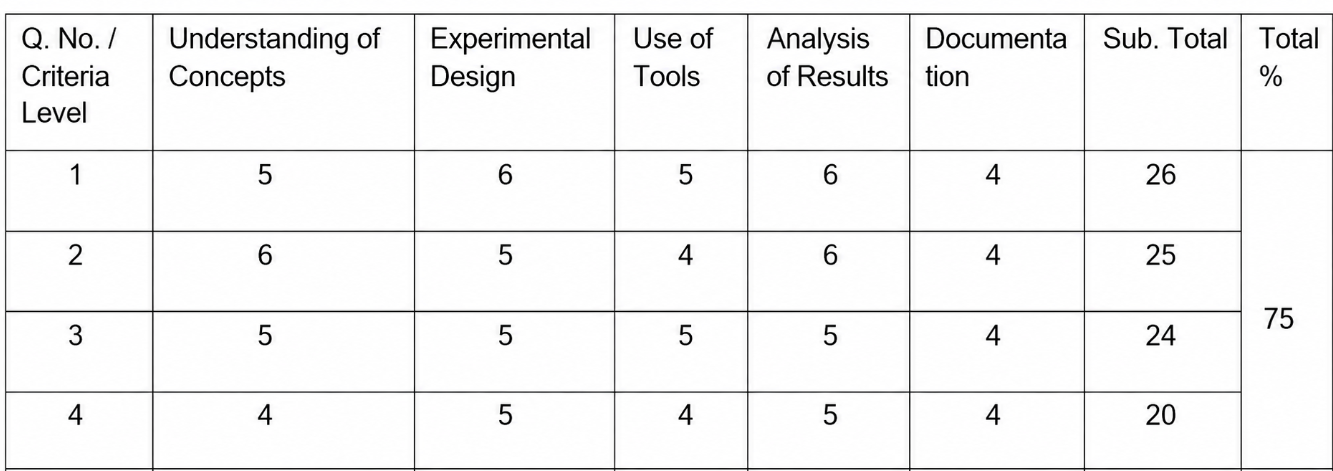 Q. No. / Criteria Level | Understanding of Concepts | Experimental Design | Use of Tools | Analysis of Results | Documenta tion | Sub. Total | Total %
1 | 5 | 6 | 5 | 6 | 4 | 26 | 75
2 | 6 | 5 | 4 | 6 | 4 | 25
3 | 5 | 5 | 5 | 5 | 4 | 24
4 | 4 | 5 | 4 | 5 | 4 | 20